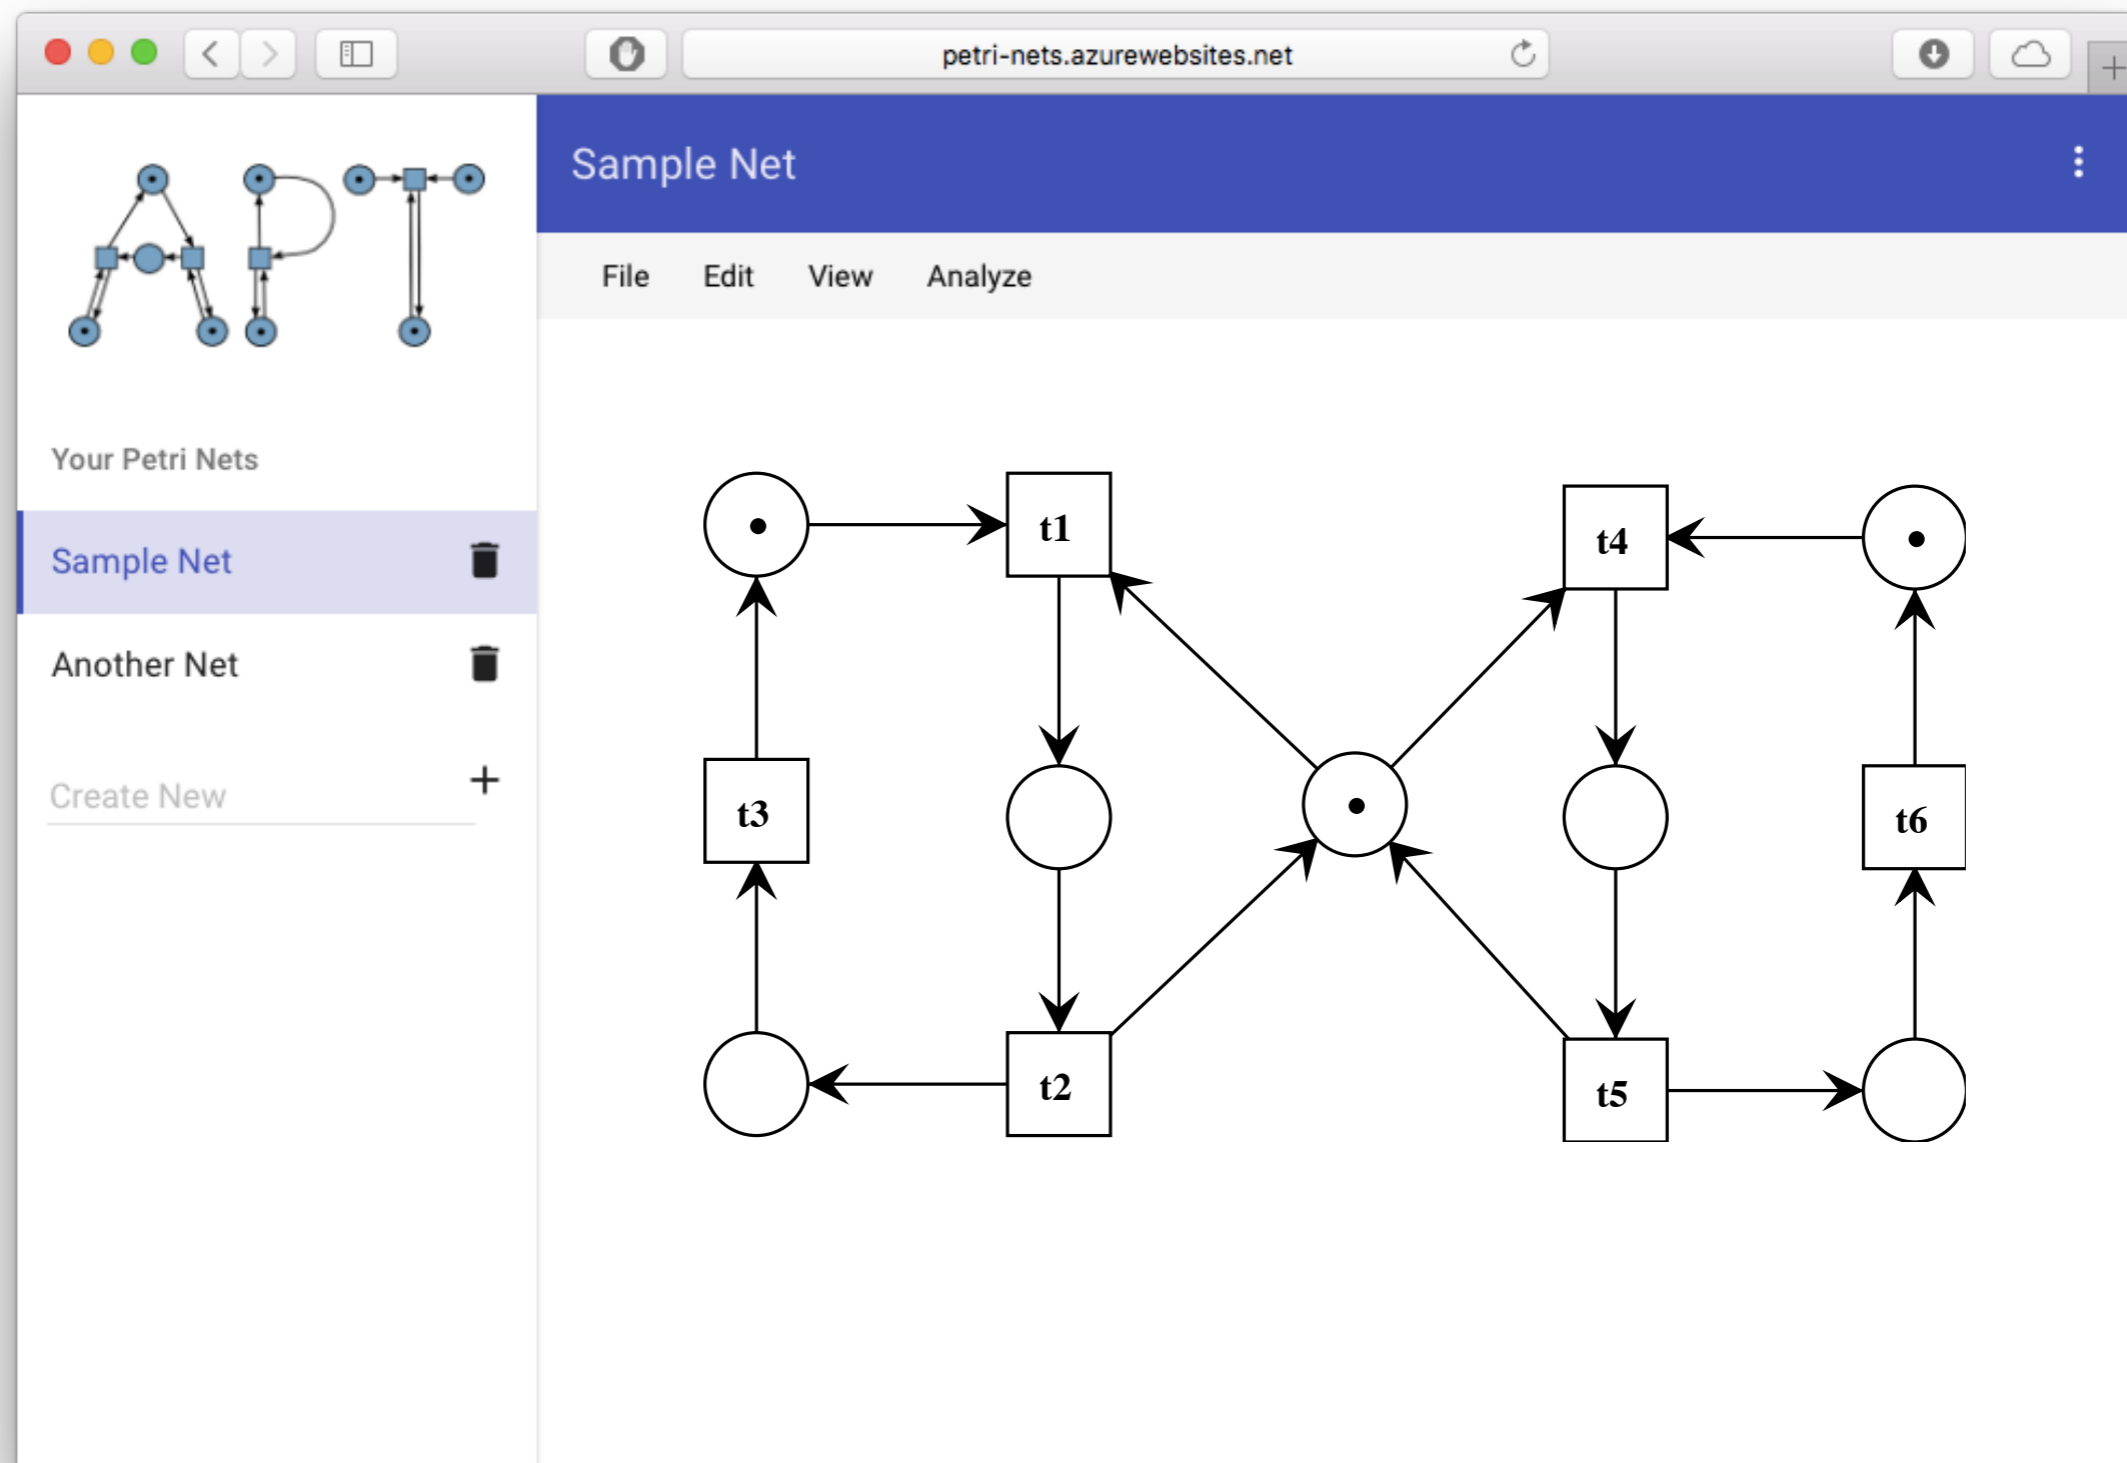 petri-nets.azurewebsites.net
APT
Sample Net
File Edit View Analyze
Your Petri Nets
Sample Net
Another Net
Create New
t1
t4
t3
t6
t2
t5